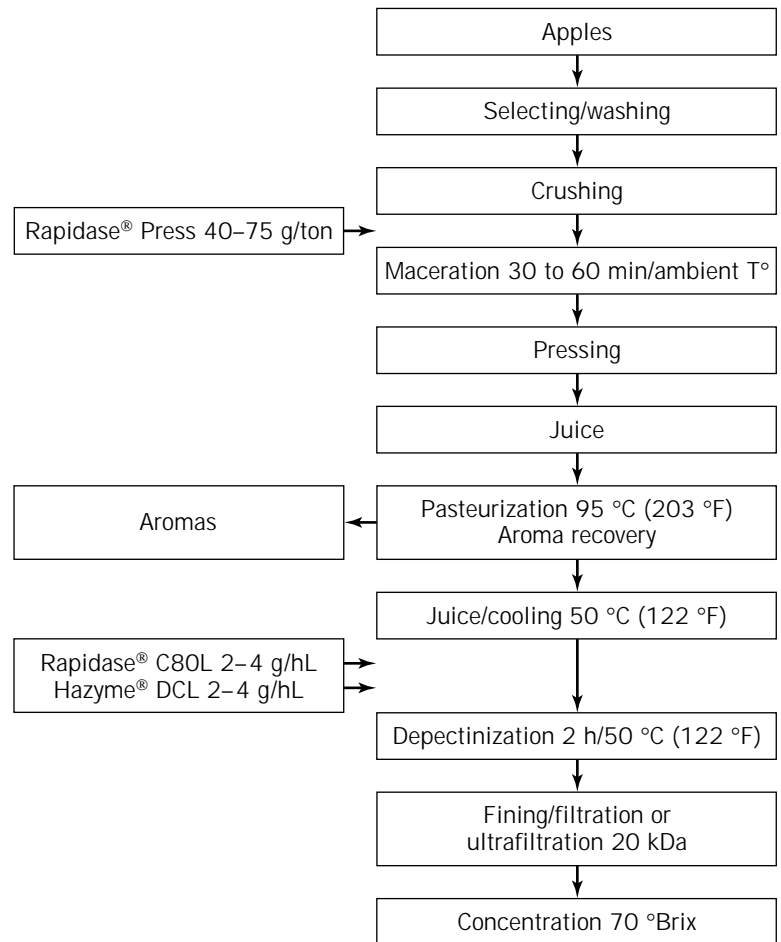 Apples
Selecting/washing
Crushing
Rapidase® Press 40–75 g/ton
Maceration 30 to 60 min/ambient T°
Pressing
Juice
Aromas
Pasteurization 95 °C (203 °F)
Aroma recovery
Juice/cooling 50 °C (122 °F)
Rapidase® C80L 2–4 g/hL
Hazyme® DCL 2–4 g/hL
Depectinization 2 h/50 °C (122 °F)
Fining/filtration or
ultrafiltration 20 kDa
Concentration 70 °Brix